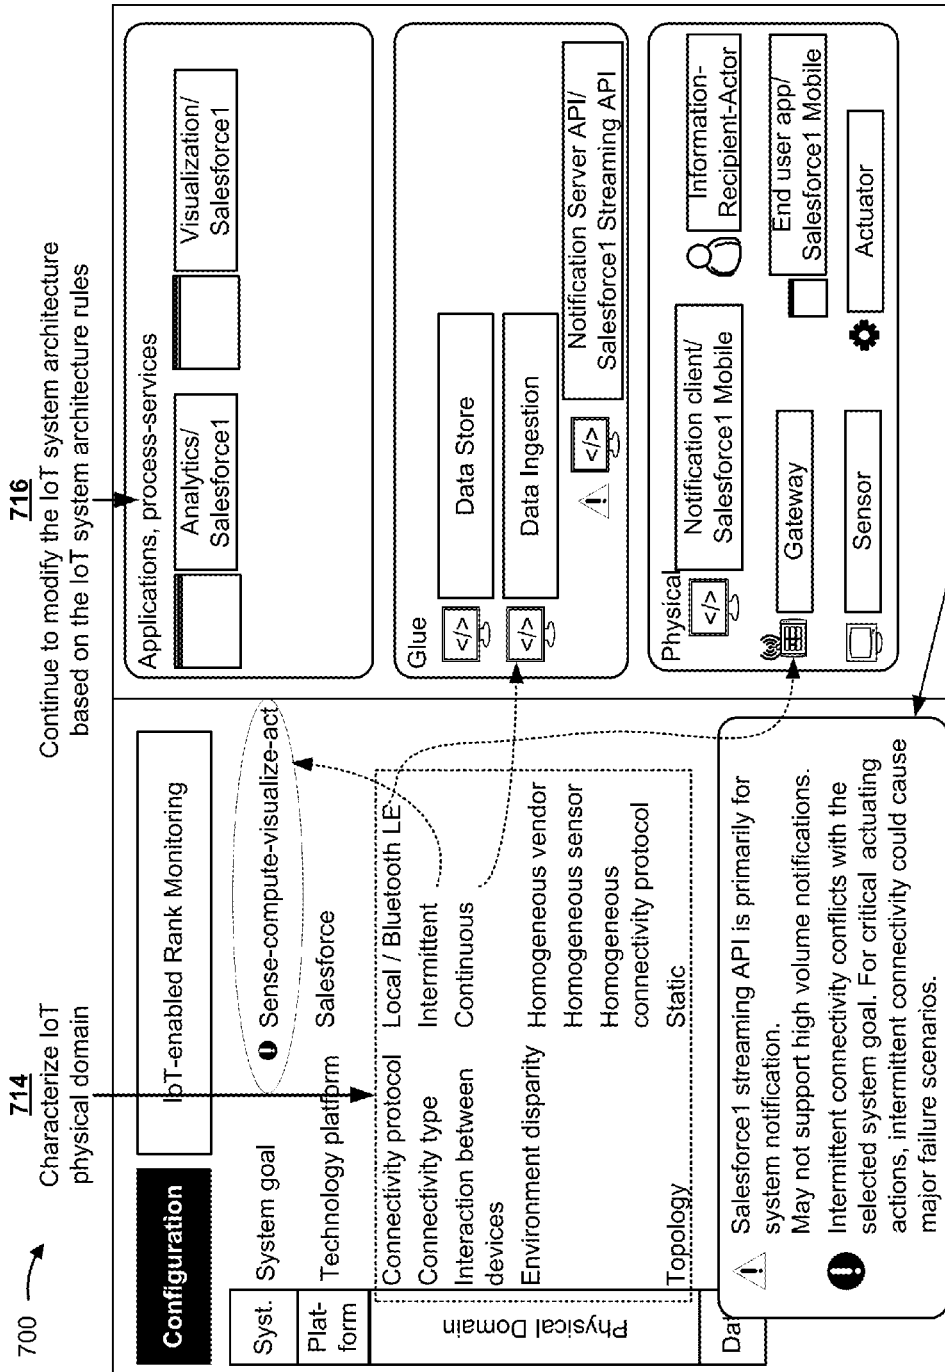 700
714
Characterize IoT
physical domain
716
Continue to modify the IoT system architecture
based on the IoT system architecture rules
Configuration
IoT-enabled Rank Monitoring
Syst.
System goal
Sense-compute-visualize-act
Plat-
form
Technology platform
Salesforce
Physical Domain
Connectivity protocol
Local / Bluetooth LE
Connectivity type
Intermittent
Interaction between
devices
Continuous
Environment disparity
Homogeneous vendor
Homogeneous sensor
Homogeneous
connectivity protocol
Topology
Static
Salesforce1 streaming API is primarily for
system notification.
May not support high volume notifications.
Intermittent connectivity conflicts with the
selected system goal. For critical actuating
actions, intermittent connectivity could cause
major failure scenarios.
Applications, process-services
Analytics/
Salesforce1
Visualization/
Salesforce1
Glue
</>
Data Store
</>
Data Ingestion
</>
Notification Server API/
Salesforce1 Streaming API
Physical
</>
Notification client/
Salesforce1 Mobile
Information-
Recipient-Actor
Gateway
End user app/
Salesforce1 Mobile
Sensor
Actuator